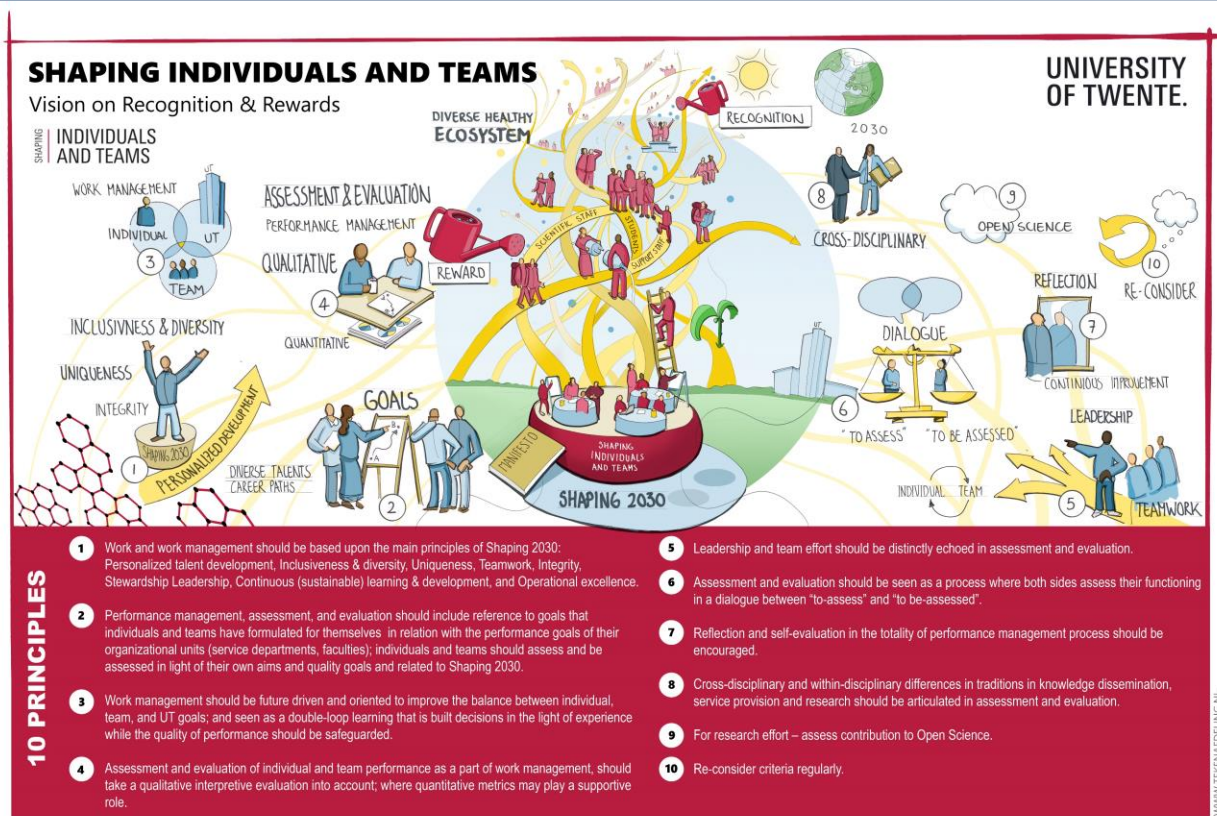 SHAPING INDIVIDUALS AND TEAMS
Vision on Recognition & Rewards
SHAPING
INDIVIDUALS
AND TEAMS
UNIVERSITY
OF TWENTE.
WORK MANAGEMENT
UT
INDIVIDUAL
UT
3
TEAM
ASSESSMENT & EVALUATION
PERFORMANCE MANAGEMENT
QUALITATIVE
4
QUANTITATIVE
REWARD
DIVERSE HEALTHY
ECOSYSTEM
RECOGNITION
SCIENTIFIC STAFF
STUDENTS
SUPPORT STAFF
2030
8
CROSS-DISCIPLINARY
9
OPEN SCIENCE
10
RE-CONSIDER
REFLECTION
7
CONTINIOUS IMPROVEMENT
INCLUSIVNESS & DIVERSITY
UNIQUENESS
INTEGRITY
SHAPING 2030
1
PERSONALIZED DEVELOPMENT
DIVERSE TALENTS
CAREER PATHS
GOALS
B
A
2
MANIFESTO
SHAPING
INDIVIDUALS
AND TEAMS
SHAPING 2030
UT
DIALOGUE
6
"TO ASSESS" "TO BE ASSESSED"
LEADERSHIP
INDIVIDUAL TEAM
5
TEAMWORK
10 PRINCIPLES
1 Work and work management should be based upon the main principles of Shaping 2030:
Personalized talent development, Inclusiveness & diversity, Uniqueness, Teamwork, Integrity,
Stewardship Leadership, Continuous (sustainable) learning & development, and Operational excellence.
2 Performance management, assessment, and evaluation should include reference to goals that
individuals and teams have formulated for themselves in relation with the performance goals of their
organizational units (service departments, faculties); individuals and teams should assess and be
assessed in light of their own aims and quality goals and related to Shaping 2030.
3 Work management should be future driven and oriented to improve the balance between individual,
team, and UT goals; and seen as a double-loop learning that is built decisions in the light of experience
while the quality of performance should be safeguarded.
4 Assessment and evaluation of individual and team performance as a part of work management, should
take a qualitative interpretive evaluation into account; where quantitative metrics may play a supportive
role.
5 Leadership and team effort should be distinctly echoed in assessment and evaluation.
6 Assessment and evaluation should be seen as a process where both sides assess their functioning
in a dialogue between "to-assess" and "to be-assessed".
7 Reflection and self-evaluation in the totality of performance management process should be
encouraged.
8 Cross-disciplinary and within-disciplinary differences in traditions in knowledge dissemination,
service provision and research should be articulated in assessment and evaluation.
9 For research effort – assess contribution to Open Science.
10 Re-consider criteria regularly.